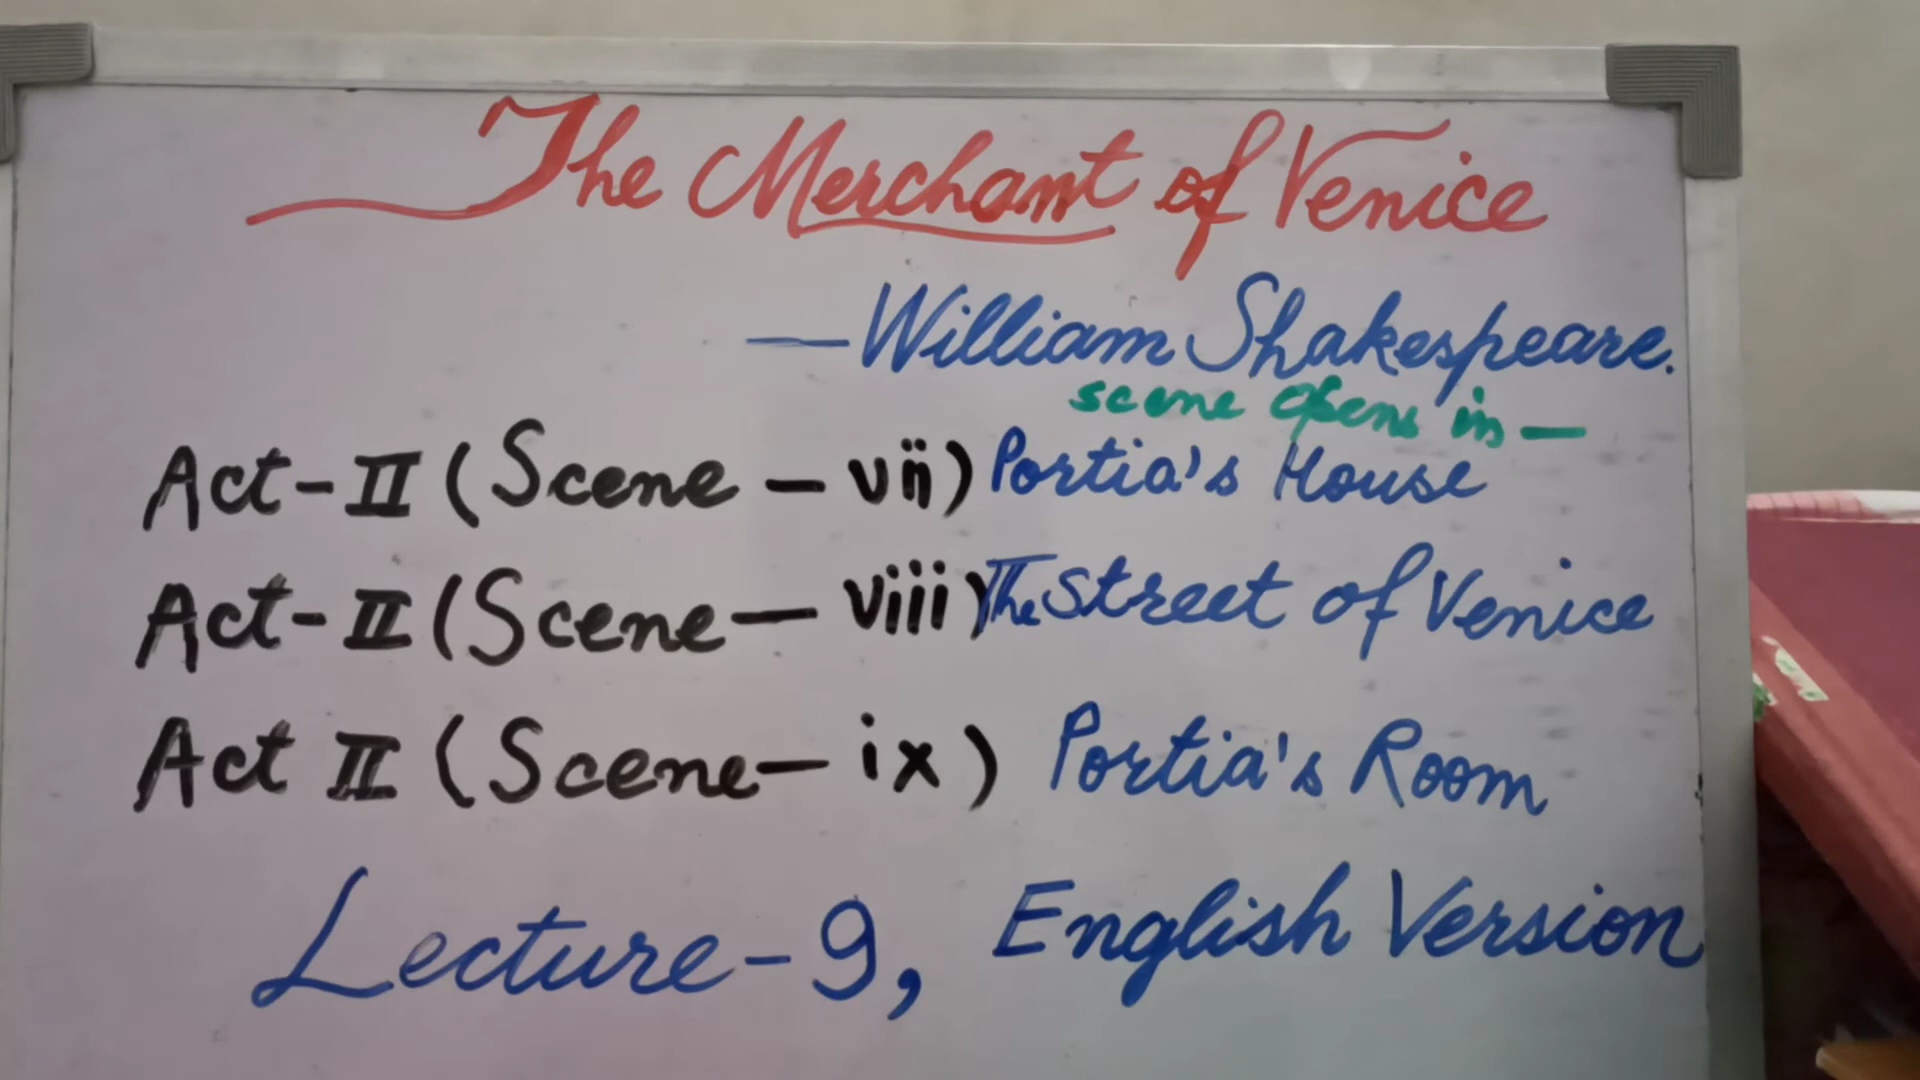 The Merchant of Venice
— William Shakespeare.
scene opens in —
Act-II (Scene - vii) Portia's House
Act-II (Scene - viii) The Street of Venice
Act II (Scene - ix) Portia's Room
Lecture-9, English Version